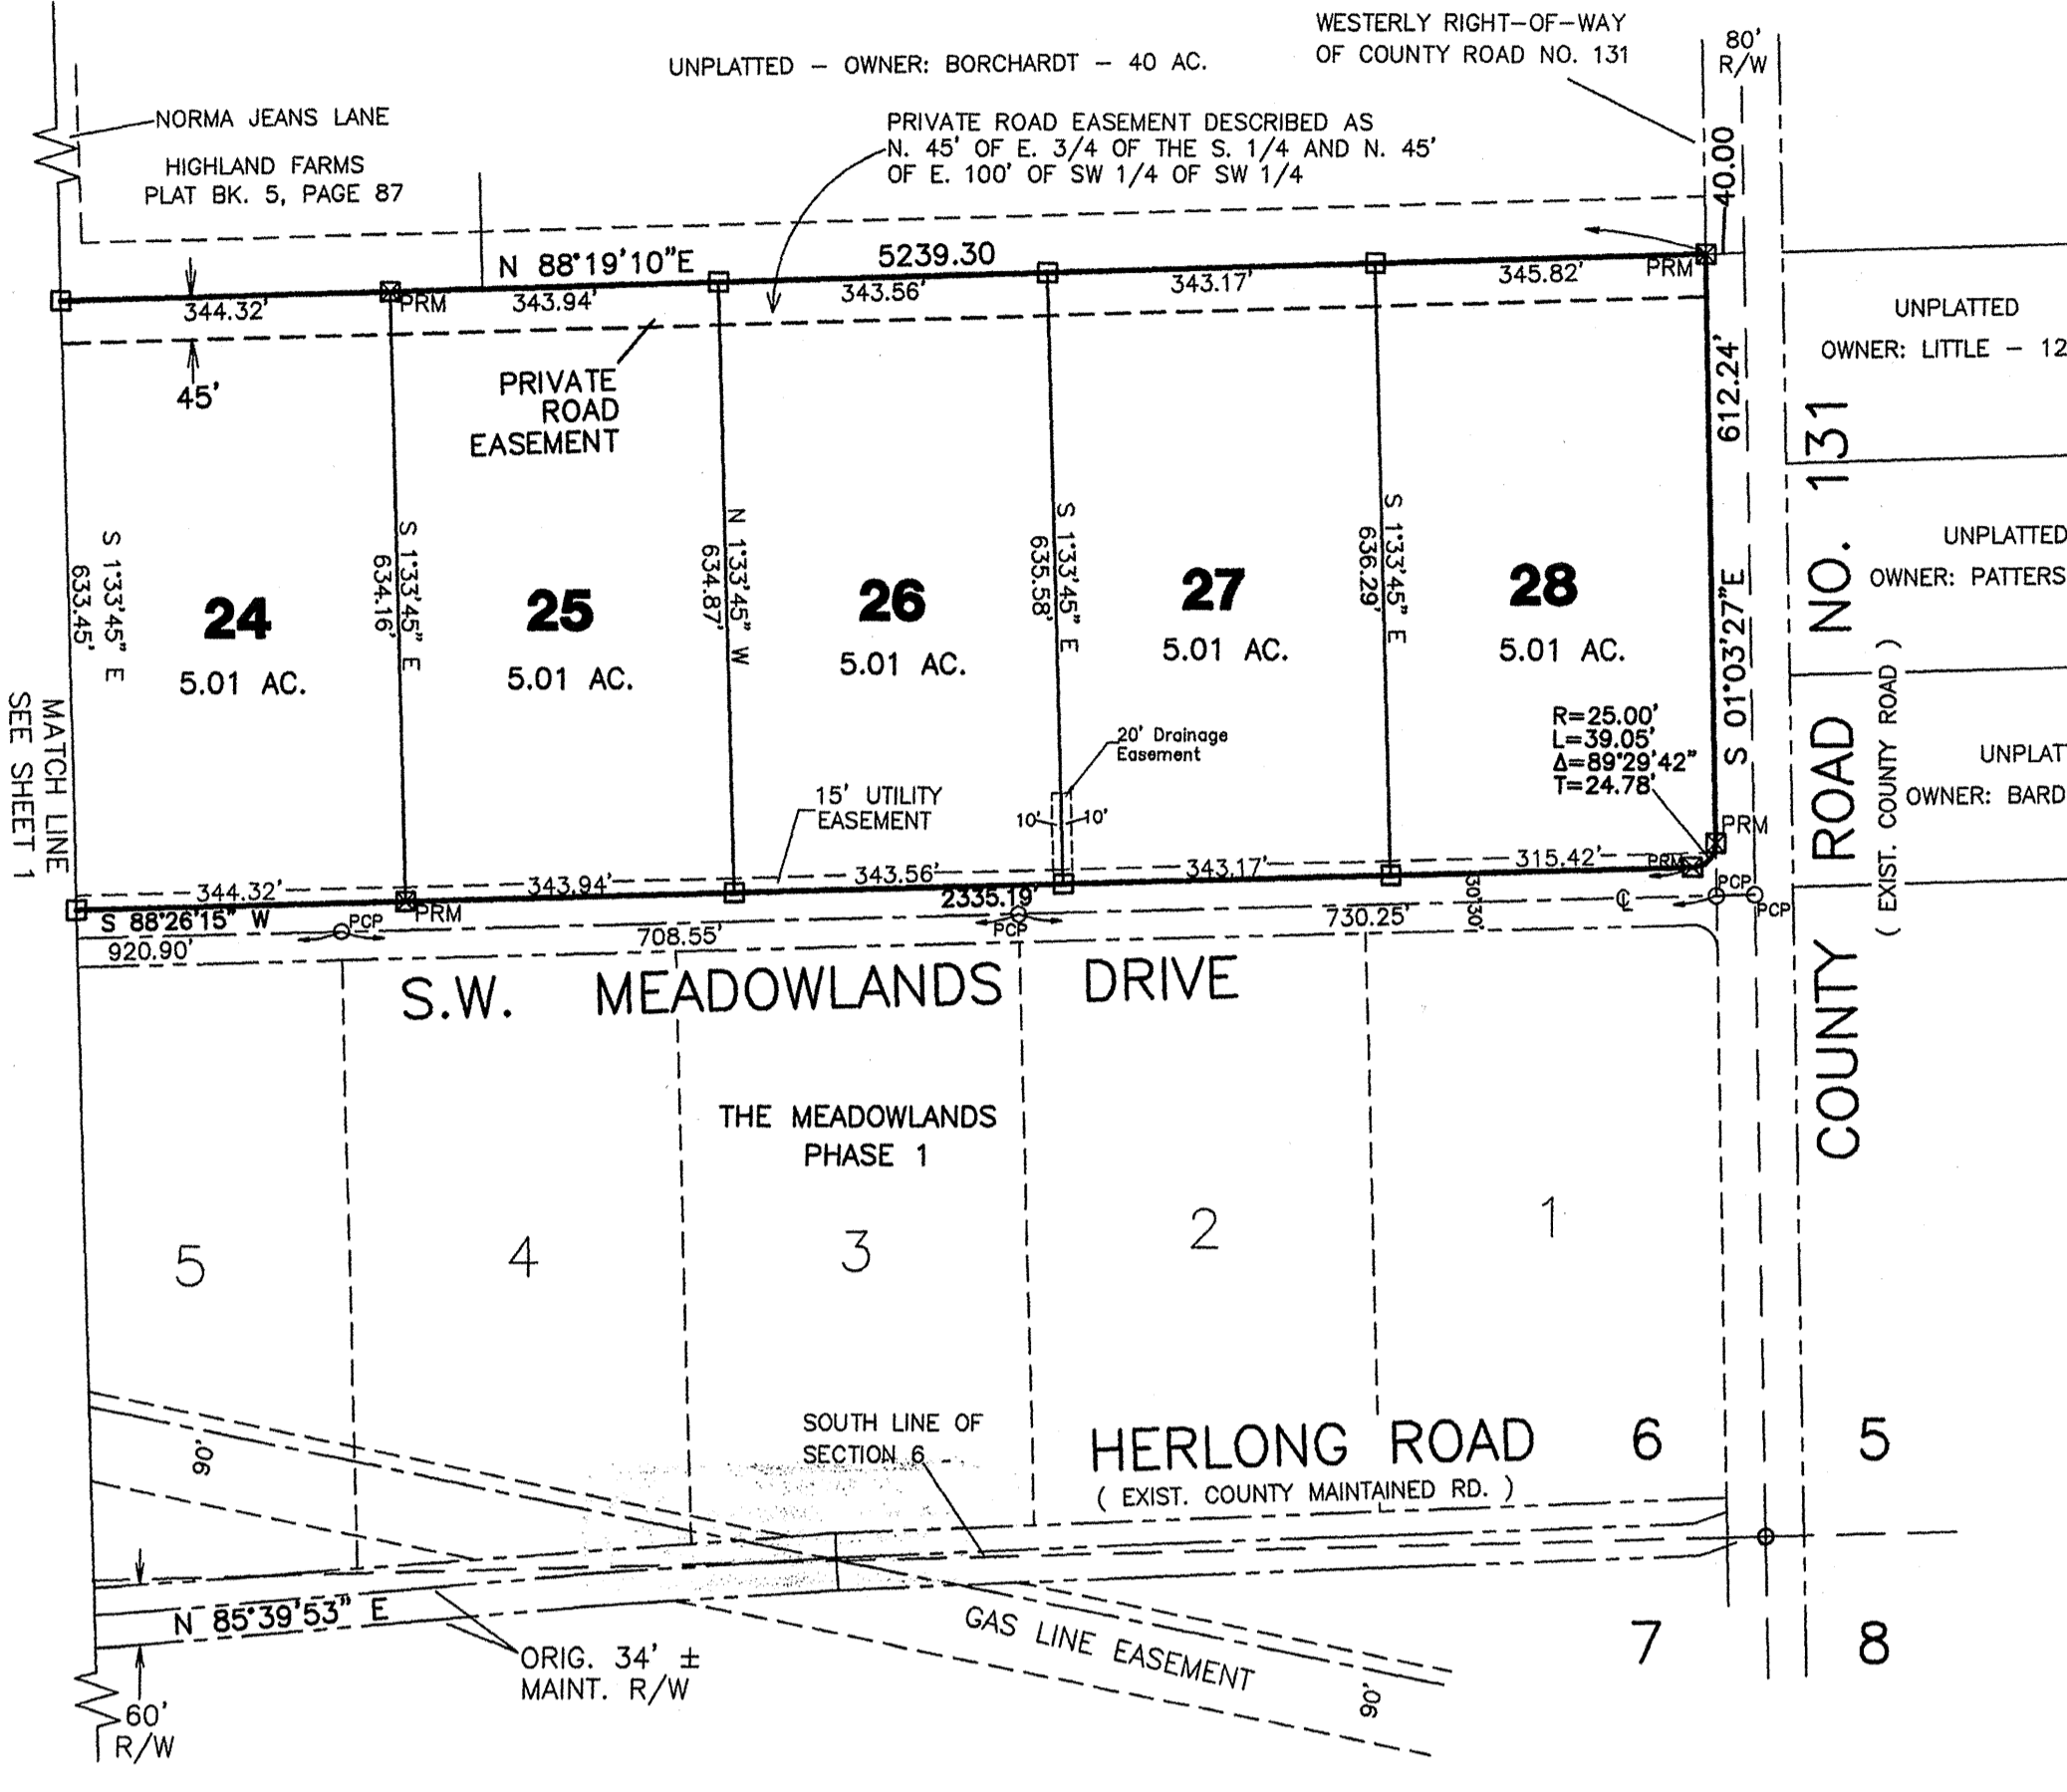 WESTERLY RIGHT-OF-WAY
OF COUNTY ROAD NO. 131
80'
R/W
UNPLATTED - OWNER: BORCHARDT - 40 AC.
NORMA JEANS LANE
HIGHLAND FARMS
PLAT BK. 5, PAGE 87
PRIVATE ROAD EASEMENT DESCRIBED AS
N. 45' OF E. 3/4 OF THE S. 1/4 AND N. 45'
OF E. 100' OF SW 1/4 OF SW 1/4
40.00
N 88°19'10"E
5239.30
344.32'
PRM
343.94'
343.56'
343.17'
345.82'
PRM
45'
PRIVATE
ROAD
EASEMENT
UNPLATTED
OWNER: LITTLE - 12
612.24'
S 01°03'27"E
S 1°33'45" E
633.45'
S 1°33'45" E
634.16'
N 1°33'45" W
634.87'
S 1°33'45" E
635.58'
S 1°33'45" E
636.29'
24
5.01 AC.
25
5.01 AC.
26
5.01 AC.
27
5.01 AC.
28
5.01 AC.
UNPLATTED
OWNER: PATTERS
COUNTY ROAD NO. 131
( EXIST. COUNTY ROAD )
MATCH LINE
SEE SHEET 1
R=25.00'
L=39.05'
Δ=89°29'42"
T=24.78'
20' Drainage
Easement
10'
10'
15' UTILITY
EASEMENT
UNPLAT
OWNER: BARD
PRM
344.32'
343.94'
343.56'
343.17'
315.42'
PRM
S 88°26'15" W
PRM
2335.19'
30'
30'
℄
PCP
PCP
PCP
PCP
920.90'
708.55'
730.25'
S.W. MEADOWLANDS DRIVE
THE MEADOWLANDS
PHASE 1
5
4
3
2
1
90'
SOUTH LINE OF
SECTION 6
HERLONG ROAD
( EXIST. COUNTY MAINTAINED RD. )
6
5
N 85°39'53" E
ORIG. 34' ±
MAINT. R/W
GAS LINE EASEMENT
90'
7
8
60'
R/W